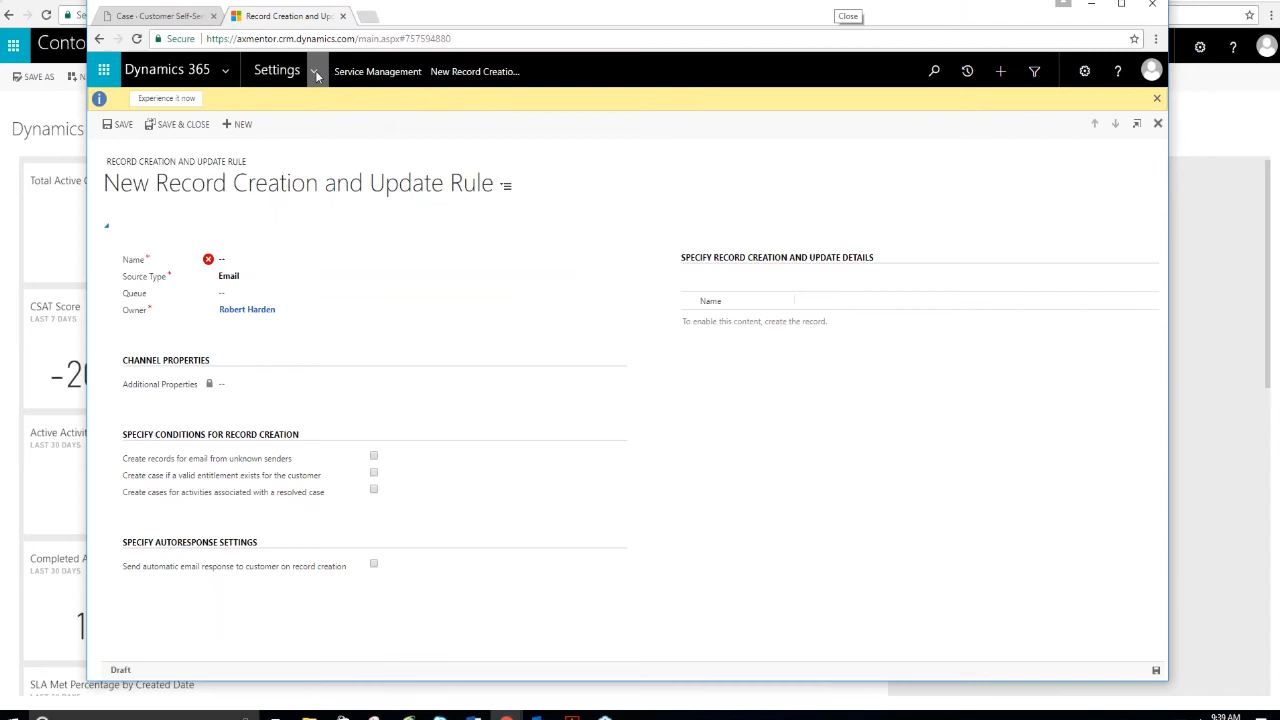 Case - Customer Self-Ser
Record Creation and Upd
Close
Secure
https://axmentor.crm.dynamics.com/main.aspx#757594880
Conto
Dynamics 365
Settings
Service Management
New Record Creatio...
SAVE AS
Experience it now
SAVE
SAVE & CLOSE
+ NEW
Dynamics
RECORD CREATION AND UPDATE RULE
New Record Creation and Update Rule
Total Active
Name *
--
Source Type *
Email
Queue
--
Owner *
Robert Harden
SPECIFY RECORD CREATION AND UPDATE DETAILS
Name
To enable this content, create the record.
CSAT Score
LAST 7 DAYS
-20
CHANNEL PROPERTIES
Additional Properties
--
Active Activi
LAST 30 DAYS
SPECIFY CONDITIONS FOR RECORD CREATION
Create records for email from unknown senders
Create case if a valid entitlement exists for the customer
Create cases for activities associated with a resolved case
SPECIFY AUTORESPONSE SETTINGS
Send automatic email response to customer on record creation
Completed A
LAST 30 DAYS
1
Draft
SLA Met Percentage by Created Date
9:39 AM